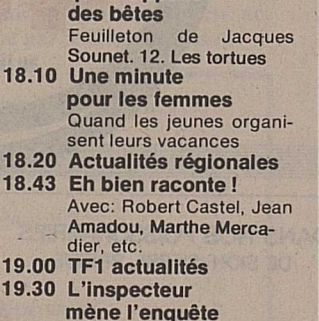 des bêtes
Feuilleton de Jacques
Sounet. 12. Les tortues
18.10 Une minute
pour les femmes
Quand les jeunes organi-
sent leurs vacances
18.20 Actualités régionales
18.43 Eh bien raconte !
Avec: Robert Castel, Jean
Amadou, Marthe Merca-
dier, etc.
19.00 TF1 actualités
19.30 L'inspecteur
mène l'enquête